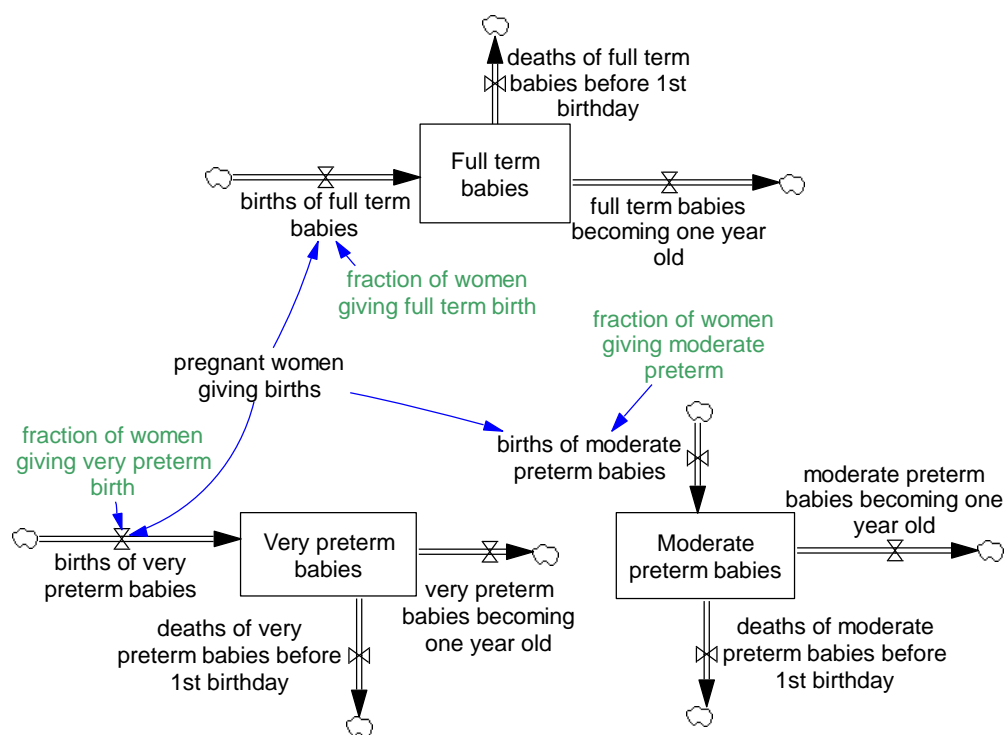 deaths of full term
babies before 1st
birthday
Full term
babies
births of full term
babies
full term babies
becoming one year
old
fraction of women
giving full term birth
fraction of women
giving moderate
preterm
pregnant women
giving births
fraction of women
giving very preterm
birth
births of moderate
preterm babies
moderate preterm
babies becoming one
year old
Very preterm
babies
Moderate
preterm babies
births of very
preterm babies
very preterm
babies becoming
one year old
deaths of very
preterm babies before
1st birthday
deaths of moderate
preterm babies before
1st birthday